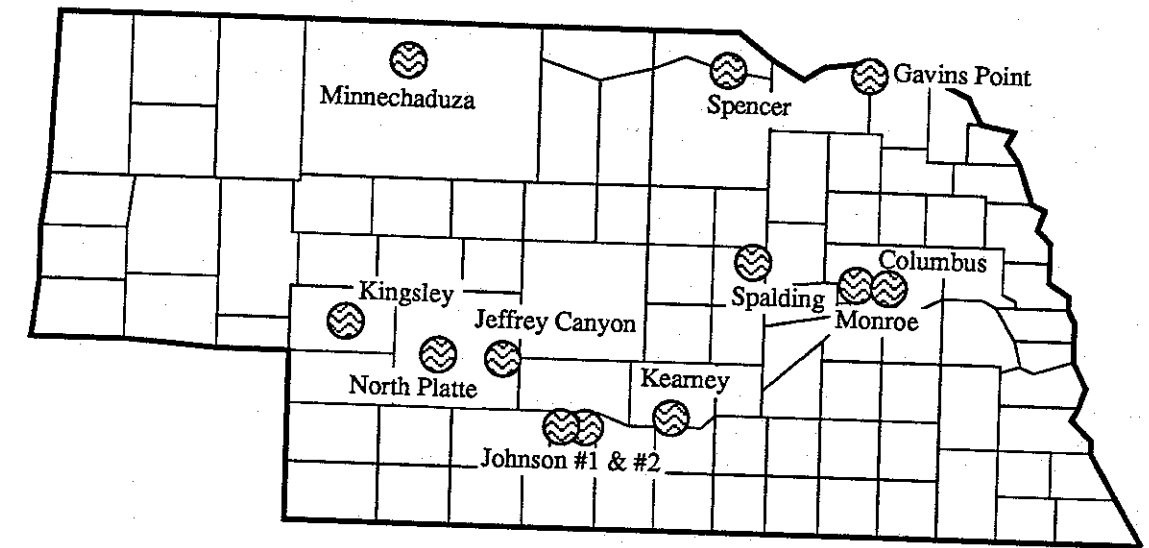 Minnechaduza
Spencer
Gavins Point
Kingsley
Jeffrey Canyon
North Platte
Spalding
Columbus
Monroe
Kearney
Johnson #1 & #2